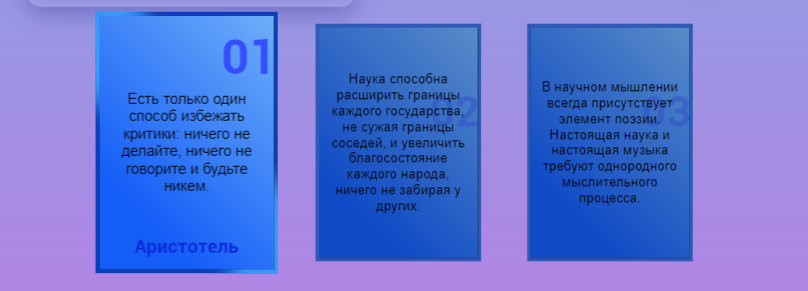 01
Есть только один
способ избежать
критики: ничего не
делайте, ничего не
говорите и будьте
никем.
Аристотель
02
Наука способна
расширить границы
каждого государства,
не сужая границы
соседей, и увеличить
благосостояние
каждого народа,
ничего не забирая у
других.
03
В научном мышлении
всегда присутствует
элемент поэзии.
Настоящая наука и
настоящая музыка
требуют однородного
мыслительного
процесса.